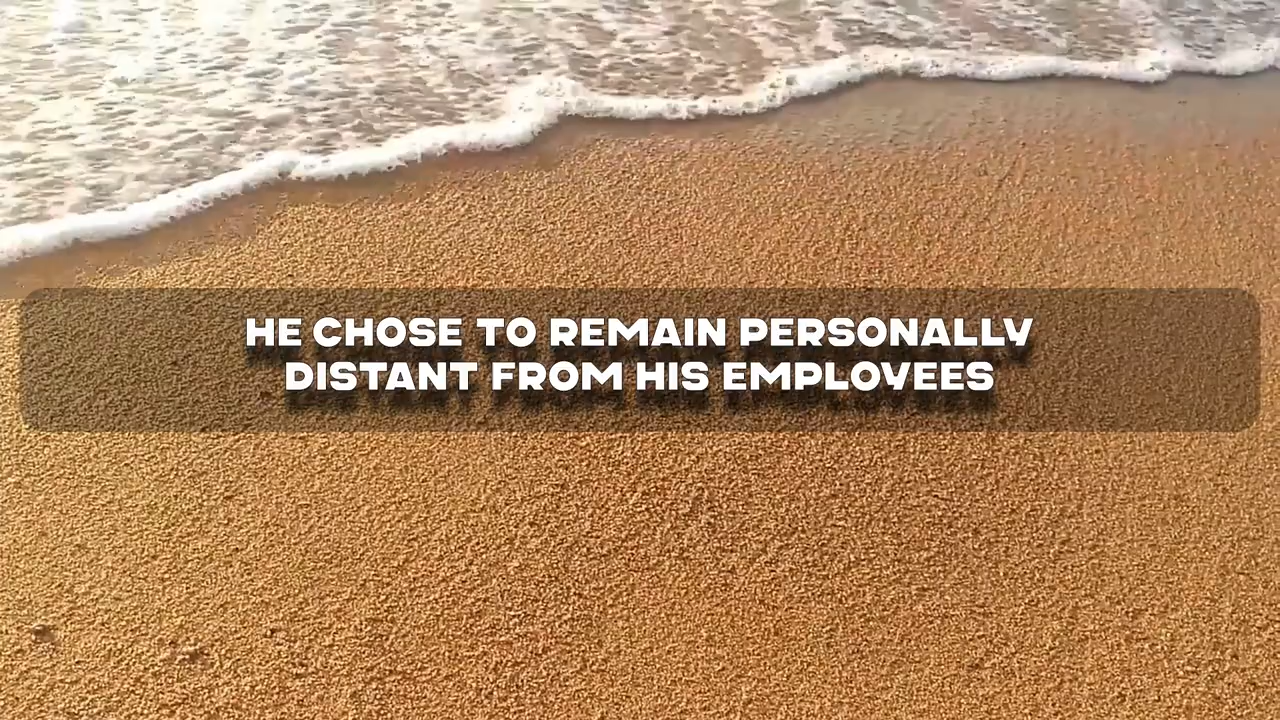 HE CHOSE TO REMAIN PERSONALLY
DISTANT FROM HIS EMPLOYEES